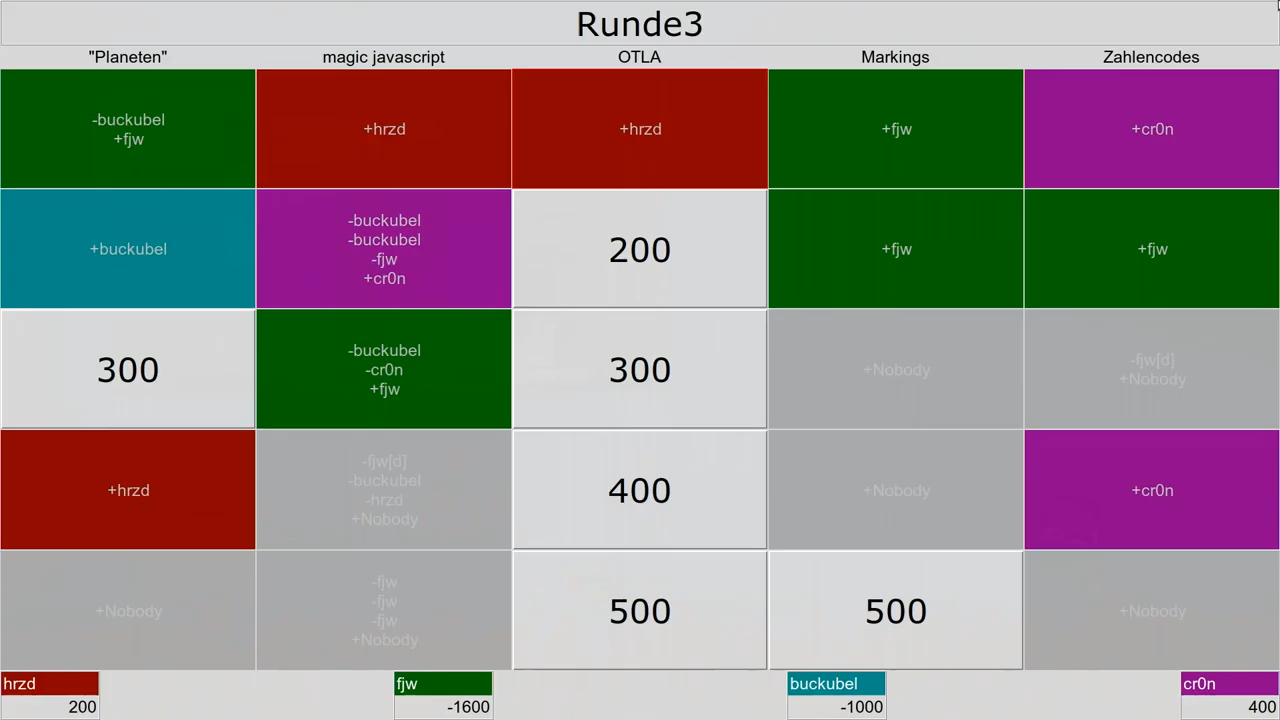 Runde3
"Planeten" magic javascript OTLA Markings Zahlencodes
-buckubel
+fjw
+hrzd
+hrzd
+fjw
+cr0n
+buckubel
-buckubel
-buckubel
-fjw
+cr0n
200
+fjw
+fjw
300
-buckubel
-cr0n
+fjw
300
+Nobody
-fjw[d]
+Nobody
+hrzd
-fjw[d]
-buckubel
-hrzd
+Nobody
400
+Nobody
+cr0n
+Nobody
-fjw
-fjw
-fjw
+Nobody
500
500
+Nobody
hrzd
200
fjw
-1600
buckubel
-1000
cr0n
400